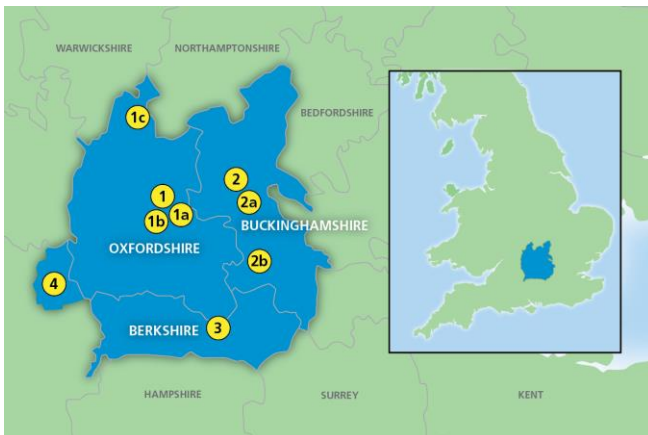 WARWICKSHIRE
NORTHAMPTONSHIRE
BEDFORDSHIRE
1c
2
2a
1
1a
1b
BUCKINGHAMSHIRE
OXFORDSHIRE
2b
4
BERKSHIRE
3
HAMPSHIRE
SURREY
KENT